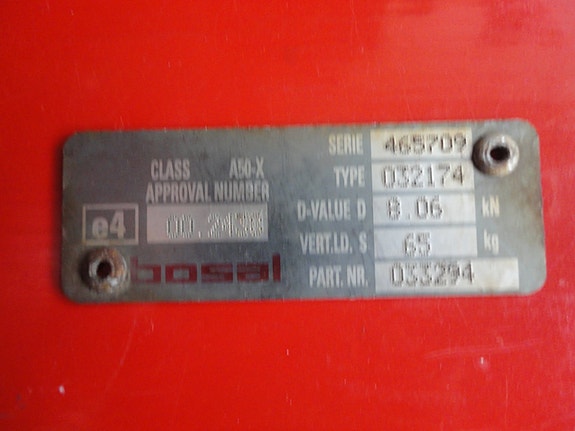 CLASS A50-X
APPROVAL NUMBER
e4
bosal
SERIE 465709
TYPE 032174
D-VALUE D 8.06 kN
VERT.LD. S 65 kg
PART. NR. 033294